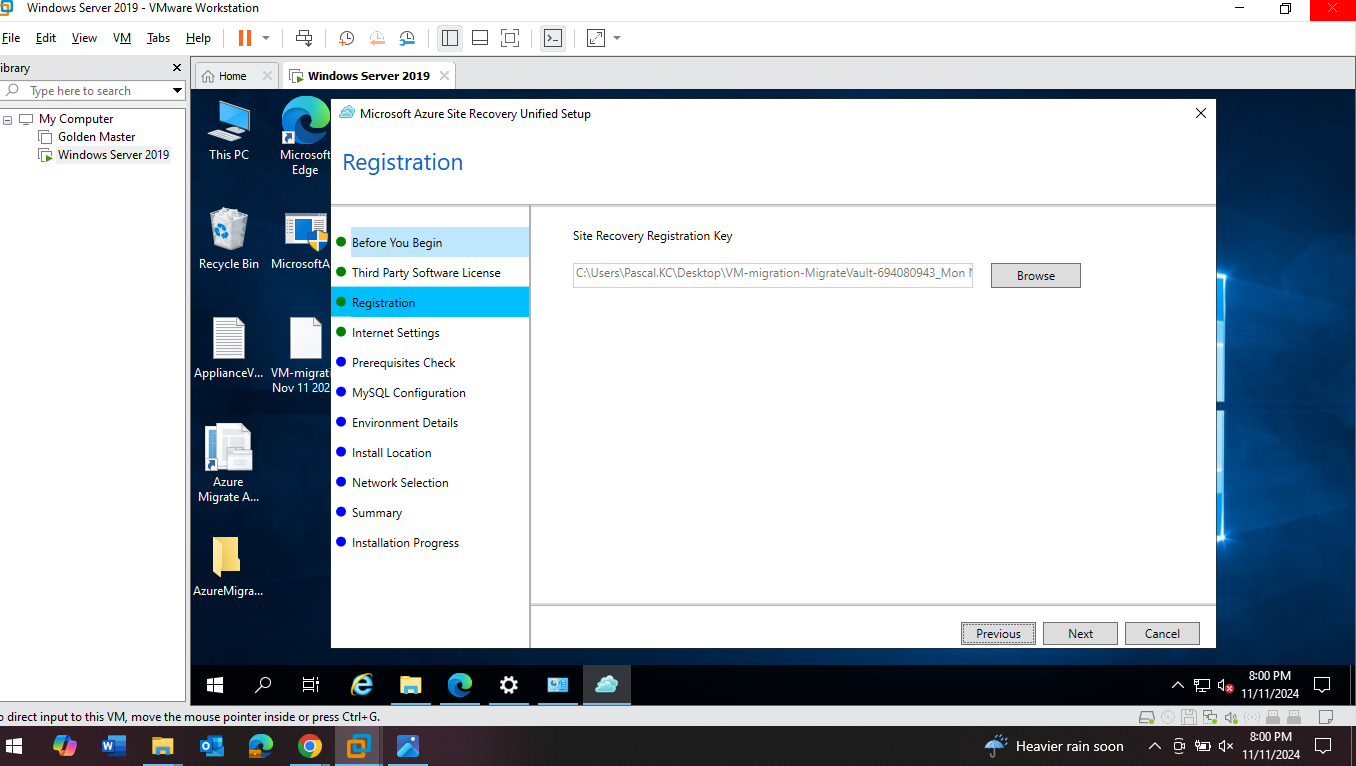 Windows Server 2019 - VMware Workstation
File Edit View VM Tabs Help
ibrary
Type here to search
Home
Windows Server 2019
My Computer
Golden Master
Windows Server 2019
This PC
Microsoft
Edge
Recycle Bin
MicrosoftA
ApplianceV...
VM-migrati
Nov 11 202
Azure
Migrate A...
AzureMigra...
Microsoft Azure Site Recovery Unified Setup
Registration
Before You Begin
Third Party Software License
Registration
Internet Settings
Prerequisites Check
MySQL Configuration
Environment Details
Install Location
Network Selection
Summary
Installation Progress
Site Recovery Registration Key
C:\Users\Pascal.KC\Desktop\VM-migration-MigrateVault-694080943_Mon N
Browse
Previous Next Cancel
8:00 PM
11/11/2024
o direct input to this VM, move the mouse pointer inside or press Ctrl+G.
Heavier rain soon
8:00 PM
11/11/2024